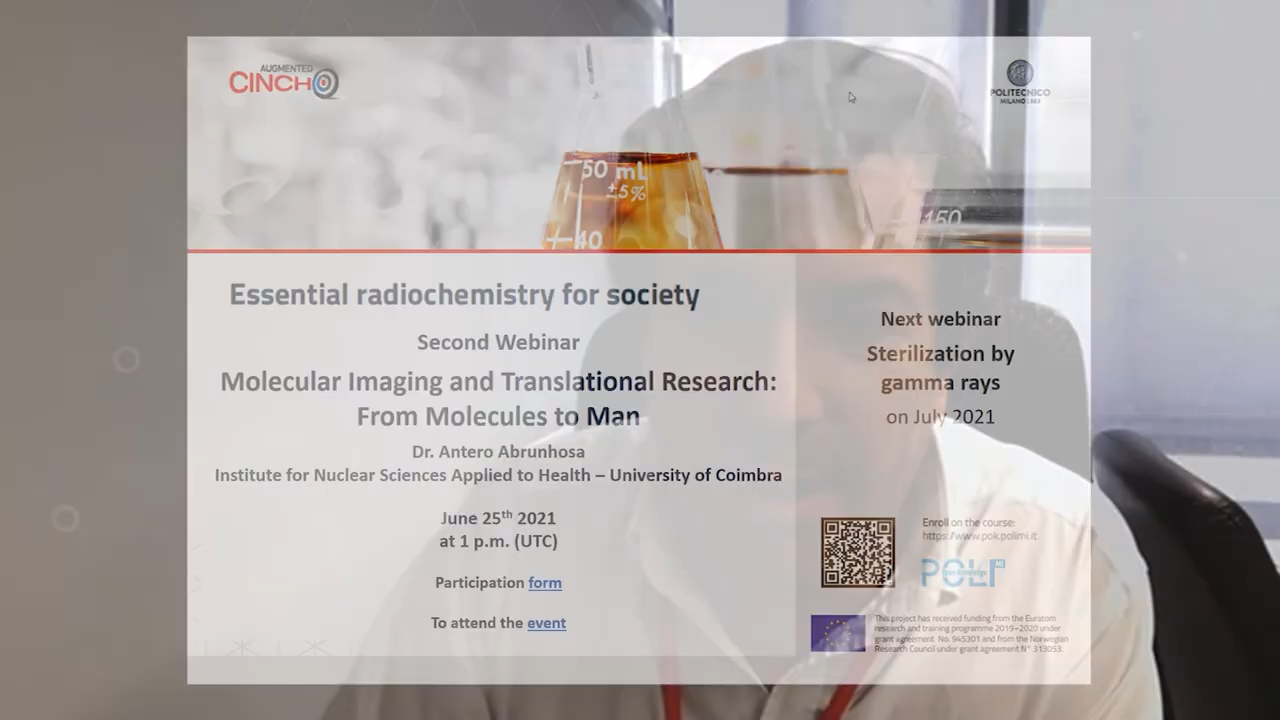 AUGMENTED
CINCH
POLITECNICO
MILANO 1863
50 mL
±5%
40
150
Essential radiochemistry for society
Second Webinar
Molecular Imaging and Translational Research:
From Molecules to Man
Dr. Antero Abrunhosa
Institute for Nuclear Sciences Applied to Health – University of Coimbra
June 25th 2021
at 1 p.m. (UTC)
Participation form
To attend the event
Next webinar
Sterilization by
gamma rays
on July 2021
Enroll on the course:
https://www.pok.polimi.it
POLI
MI
This project has received funding from the Euratom
research and training programme 2019–2020 under
grant agreement No. 945301 and from the Norwegian
Research Council under grant agreement N° 313053.